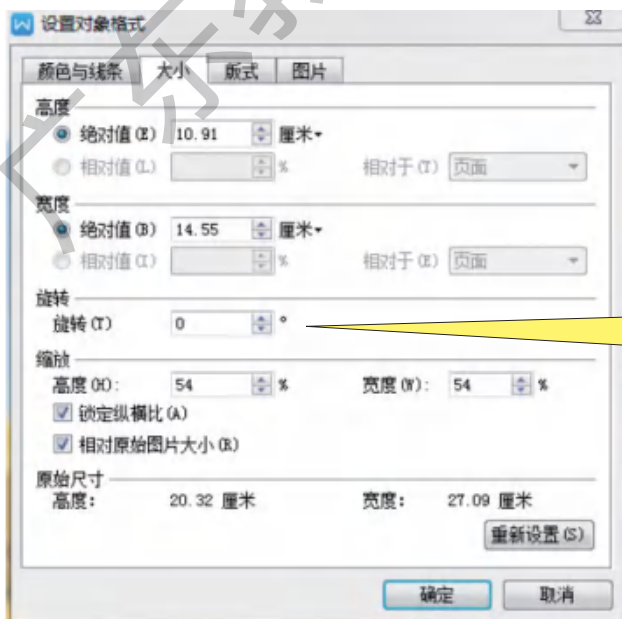 设置对象格式
颜色与线条 大小 版式 图片
高度
绝对值(E) 10.91 厘米
相对值(L) % 相对于(T) 页面
宽度
绝对值(B) 14.55 厘米
相对值(I) % 相对于(E) 页面
旋转
旋转(T) 0 °
缩放
高度(H): 54 % 宽度(W): 54 %
锁定纵横比(A)
相对原始图片大小(R)
原始尺寸
高度: 20.32 厘米 宽度: 27.09 厘米
重新设置(S)
确定 取消